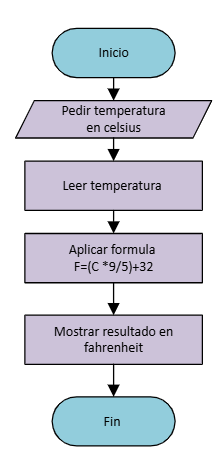 Inicio
Pedir temperatura
en celsius
Leer temperatura
Aplicar formula
F=(C *9/5)+32
Mostrar resultado en
fahrenheit
Fin